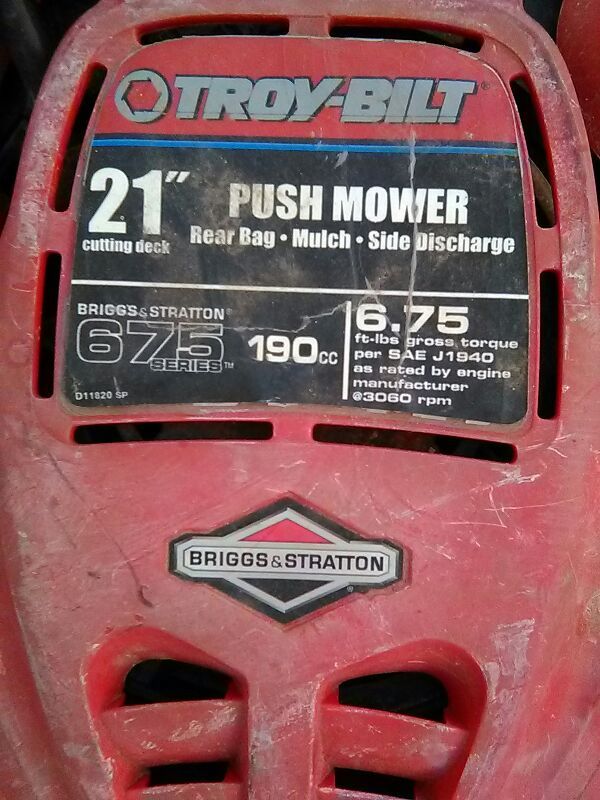 TROY-BILT®
21" PUSH MOWER
cutting deck Rear Bag • Mulch • Side Discharge
BRIGGS & STRATTON®
675
SERIES™
190cc
6.75
ft-lbs gross torque
per SAE J1940
as rated by engine
manufacturer
@3060 rpm
D11820 SP
BRIGGS & STRATTON®